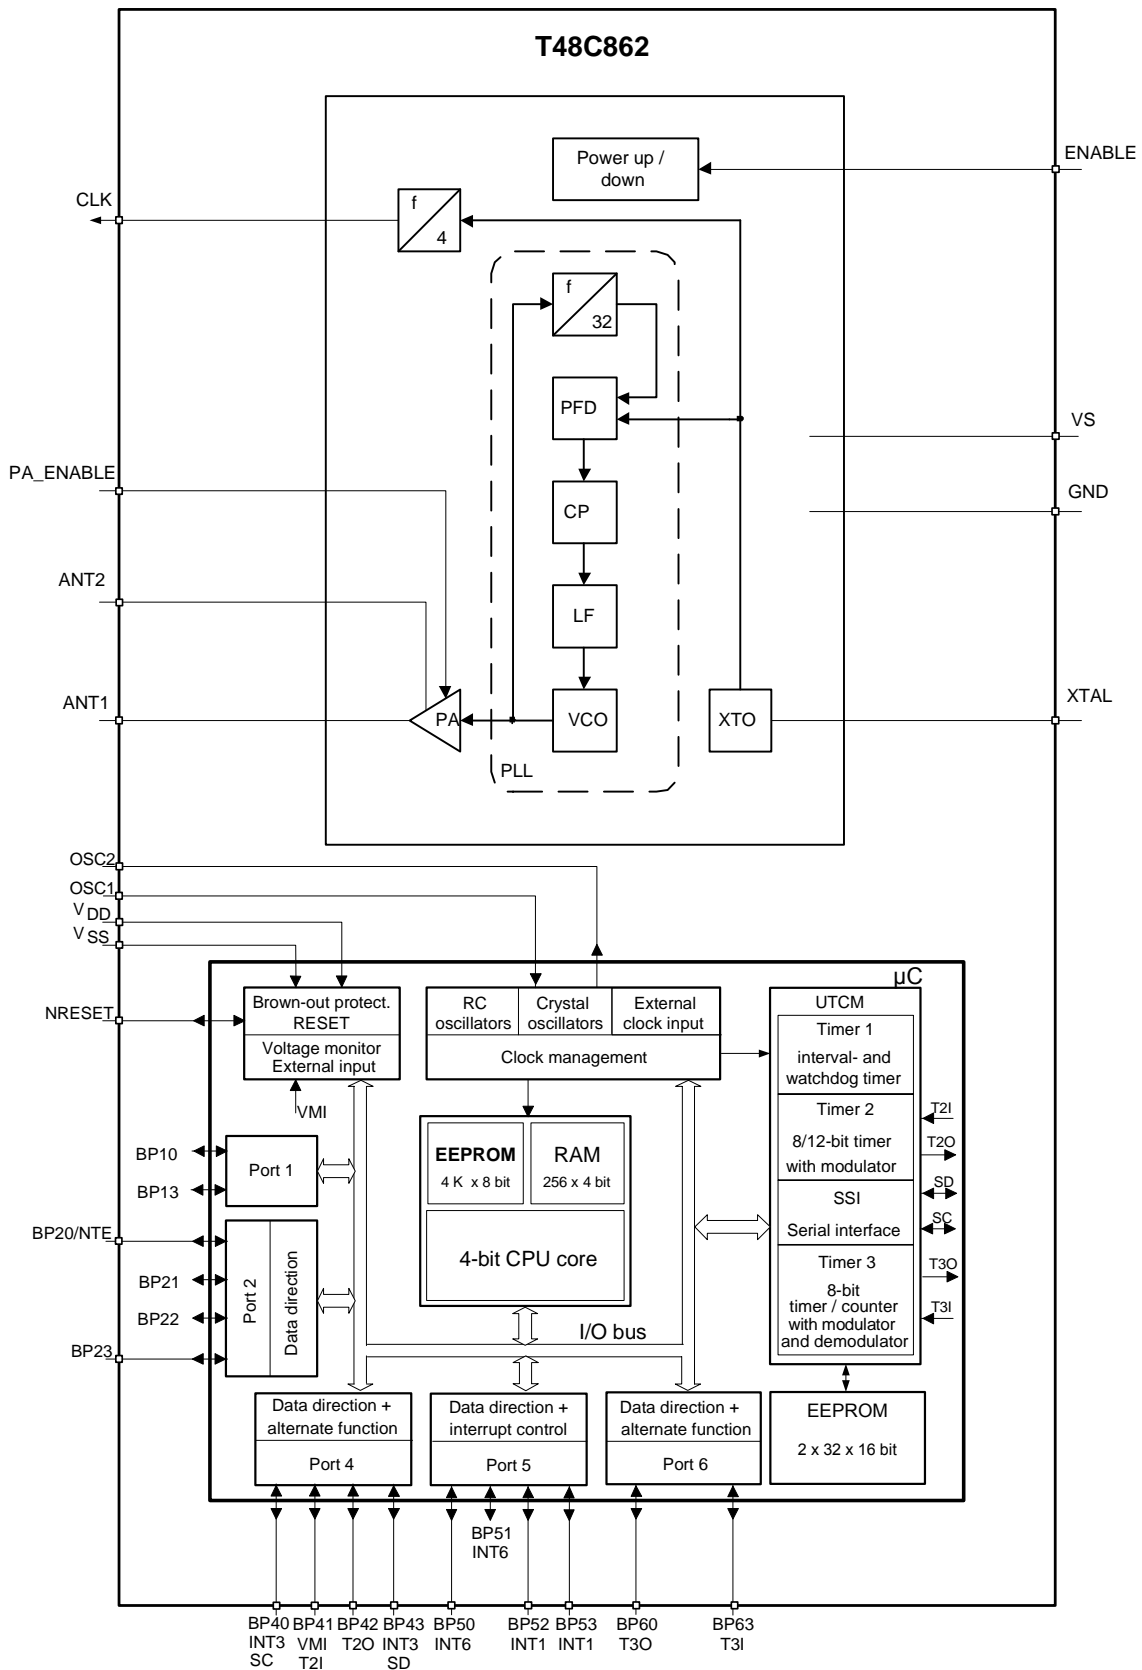 T48C862
Power up /
down
ENABLE
CLK
f
4
f
32
PFD
VS
PA_ENABLE
CP
GND
ANT2
LF
ANT1
PA
VCO
XTO
XTAL
PLL
OSC2
OSC1
V DD
V SS
µC
NRESET
Brown-out protect.
RESET
Voltage monitor
External input
VMI
RC
oscillators
Crystal
oscillators
External
clock input
Clock management
UTCM
Timer 1
interval- and
watchdog timer
Timer 2
8/12-bit timer
with modulator
SSI
Serial interface
Timer 3
8-bit
timer / counter
with modulator
and demodulator
T2I
T2O
SD
SC
T3O
T3I
EEPROM
4 K x 8 bit
RAM
256 x 4 bit
4-bit CPU core
I/O bus
BP10
BP13
Port 1
BP20/NTE
BP21
BP22
BP23
Port 2
Data direction
Data direction +
alternate function
Port 4
Data direction +
interrupt control
Port 5
Data direction +
alternate function
Port 6
EEPROM
2 x 32 x 16 bit
BP51
INT6
BP40
INT3
SC
BP41
VMI
T2I
BP42
T2O
BP43
INT3
SD
BP50
INT6
BP52
INT1
BP53
INT1
BP60
T3O
BP63
T3I